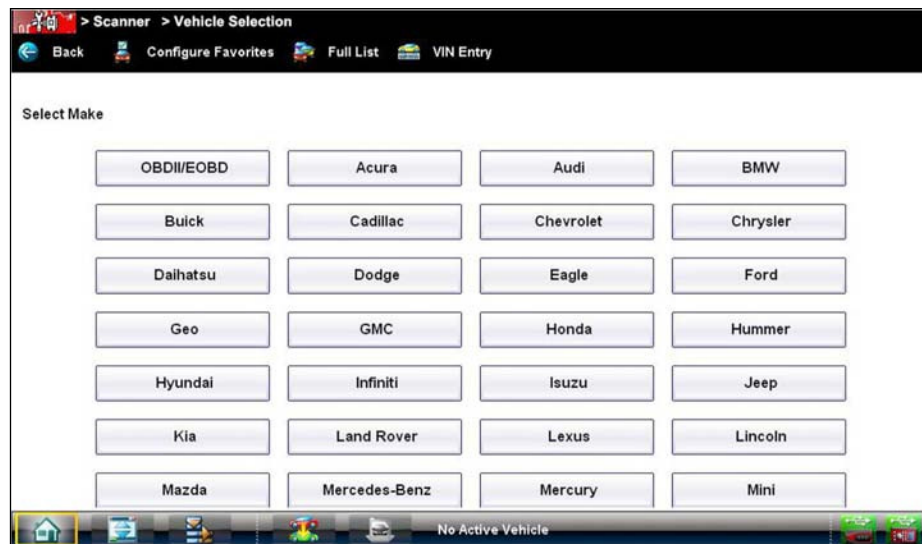 > Scanner > Vehicle Selection
Back Configure Favorites Full List VIN Entry
Select Make
OBDII/EOBD Acura Audi BMW
Buick Cadillac Chevrolet Chrysler
Daihatsu Dodge Eagle Ford
Geo GMC Honda Hummer
Hyundai Infiniti Isuzu Jeep
Kia Land Rover Lexus Lincoln
Mazda Mercedes-Benz Mercury Mini
No Active Vehicle